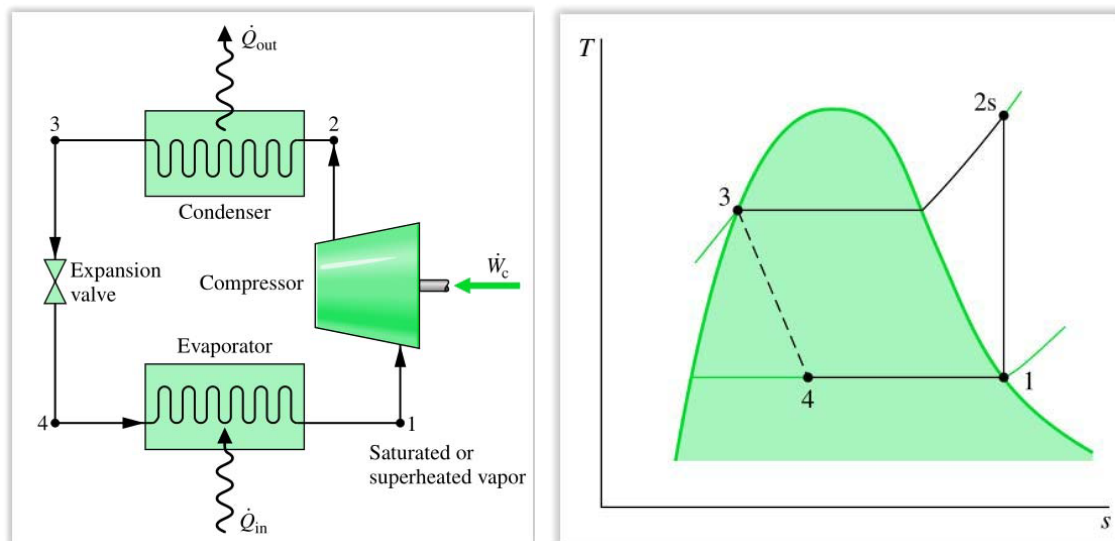 Q̇out
3
2
Condenser
Expansion
valve
Compressor
Ẇc
Evaporator
4
1
Saturated or
superheated vapor
Q̇in
T
2s
3
4
1
s